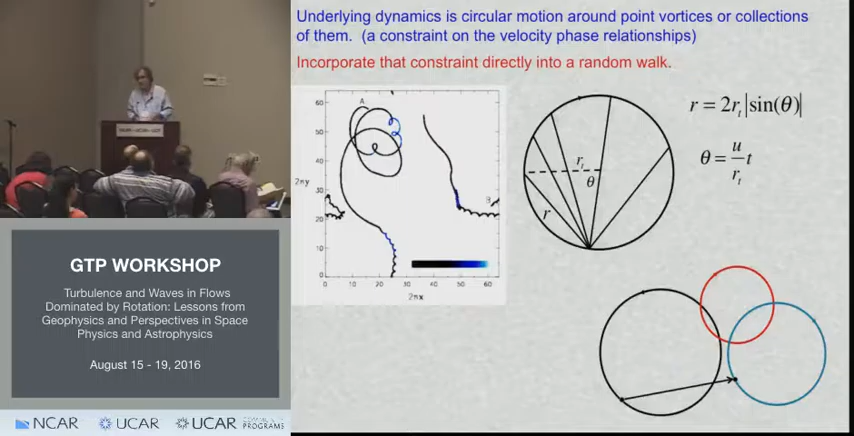 Underlying dynamics is circular motion around point vortices or collections
of them. (a constraint on the velocity phase relationships)
Incorporate that constraint directly into a random walk.
A
60
50
40
2πy
30
20
10
0
0 10 20 30 40 50 60
2πx
r_t
θ
r
r = 2r_t|sin(θ)|
θ = u/r_t t
GTP WORKSHOP
Turbulence and Waves in Flows
Dominated by Rotation: Lessons from
Geophysics and Perspectives in Space
Physics and Astrophysics
August 15 - 19, 2016
NCAR
UCAR
UCAR
PROGRAMS